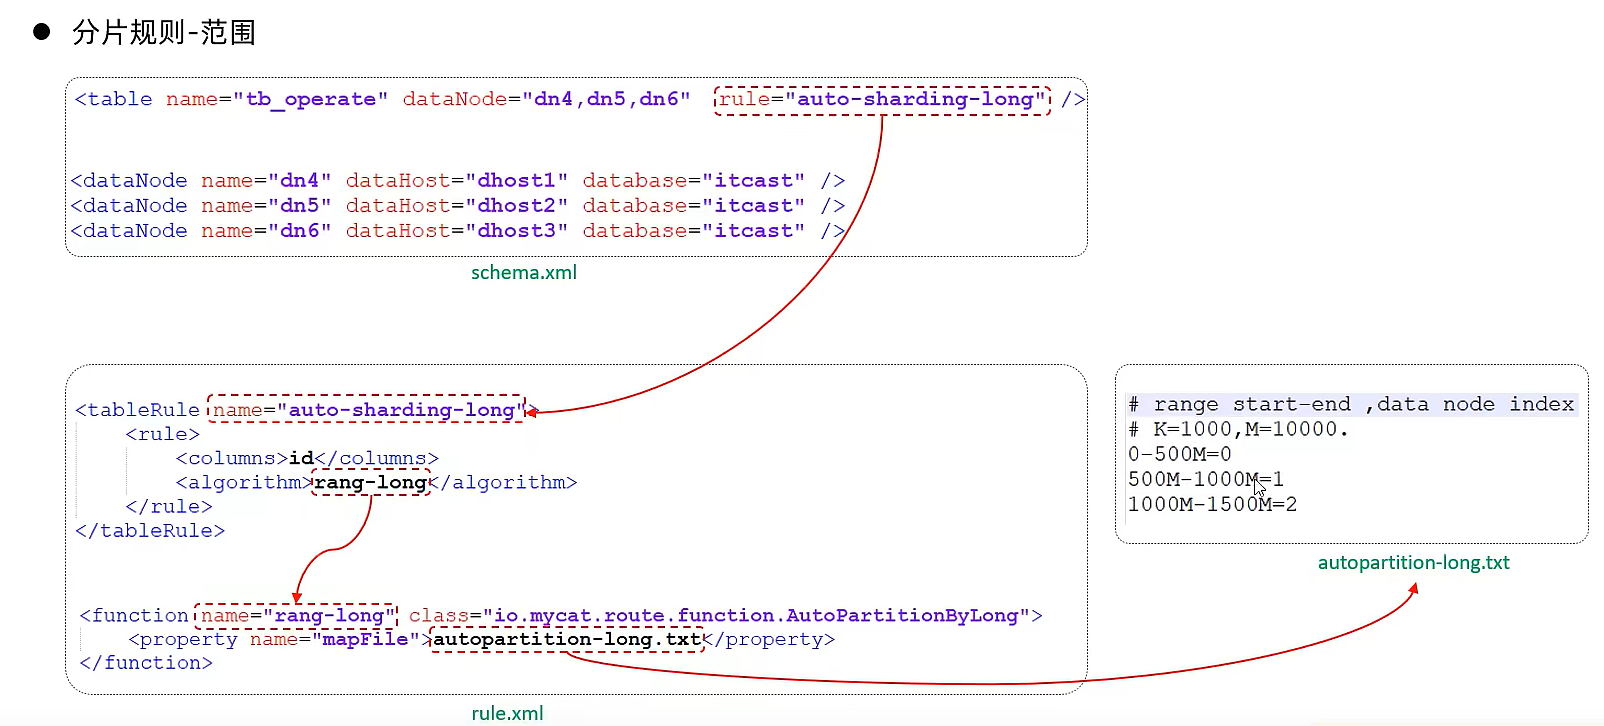 ● 分片规则-范围
<table name="tb_operate" dataNode="dn4,dn5,dn6" rule="auto-sharding-long" />
<dataNode name="dn4" dataHost="dhost1" database="itcast" />
<dataNode name="dn5" dataHost="dhost2" database="itcast" />
<dataNode name="dn6" dataHost="dhost3" database="itcast" />
schema.xml
<tableRule name="auto-sharding-long">
<rule>
<columns>id</columns>
<algorithm>rang-long</algorithm>
</rule>
</tableRule>
<function name="rang-long" class="io.mycat.route.function.AutoPartitionByLong">
<property name="mapFile">autopartition-long.txt</property>
</function>
rule.xml
# range start-end ,data node index
# K=1000,M=10000.
0-500M=0
500M-1000M=1
1000M-1500M=2
autopartition-long.txt